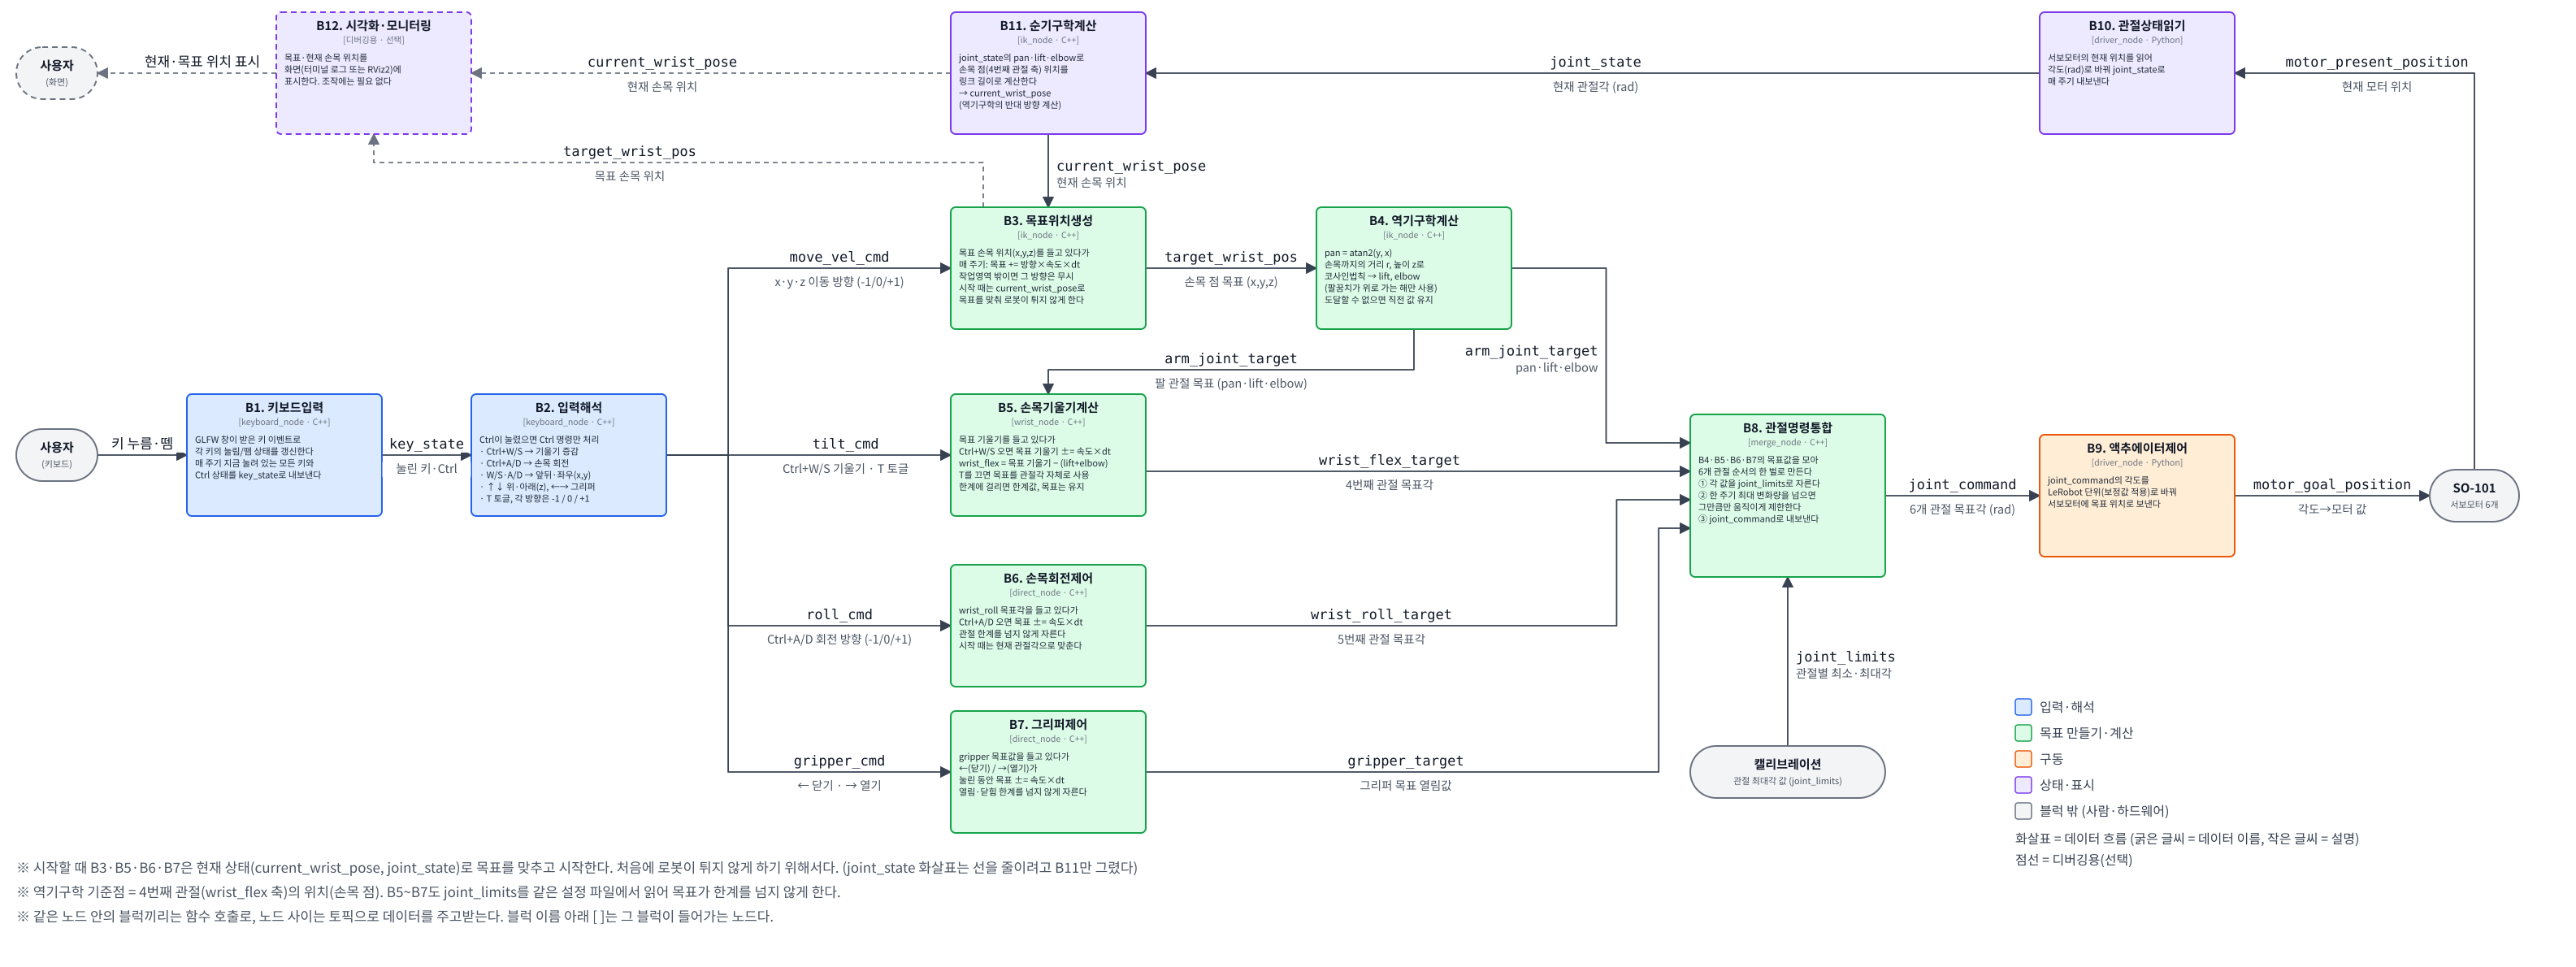 B12. 시각화·모니터링
[디버깅용 · 선택]
목표·현재 손목 위치를
화면(터미널 로그 또는 RViz2)에
표시한다. 조작에는 필요 없다
B11. 순기구학계산
[ik_node · C++]
joint_state의 pan·lift·elbow로
손목 점(4번째 관절 축) 위치를
링크 길이로 계산한다
→ current_wrist_pose
(역기구학의 반대 방향 계산)
B10. 관절상태읽기
[driver_node · Python]
서보모터의 현재 위치를 읽어
각도(rad)로 바꿔 joint_state로
매 주기 내보낸다
사용자
(화면)
현재·목표 위치 표시
current_wrist_pose
현재 손목 위치
joint_state
현재 관절각 (rad)
motor_present_position
현재 모터 위치
target_wrist_pos
목표 손목 위치
current_wrist_pose
현재 손목 위치
B3. 목표위치생성
[ik_node · C++]
목표 손목 위치(x,y,z)를 들고 있다가
매 주기: 목표 += 방향×속도×dt
작업영역 밖이면 그 방향은 무시
시작 때는 current_wrist_pose로
목표를 맞춰 로봇이 튀지 않게 한다
B4. 역기구학계산
[ik_node · C++]
pan = atan2(y, x)
손목까지의 거리 r, 높이 z로
코사인법칙 → lift, elbow
(팔꿈치가 위로 가는 해만 사용)
도달할 수 없으면 직전 값 유지
move_vel_cmd
x·y·z 이동 방향 (-1/0/+1)
target_wrist_pos
손목 점 목표 (x,y,z)
arm_joint_target
팔 관절 목표 (pan·lift·elbow)
arm_joint_target
pan·lift·elbow
사용자
(키보드)
키 누름·뗌
B1. 키보드입력
[keyboard_node · C++]
GLFW 창이 받은 키 이벤트로
각 키의 눌림/뗌 상태를 갱신한다
매 주기 지금 눌려 있는 모든 키와
Ctrl 상태를 key_state로 내보낸다
key_state
눌린 키·Ctrl
B2. 입력해석
[keyboard_node · C++]
Ctrl이 눌렸으면 Ctrl 명령만 처리
· Ctrl+W/S → 기울기 증감
· Ctrl+A/D → 손목 회전
· W/S·A/D → 앞뒤·좌우(x,y)
· ↑↓ 위·아래(z), ←→ 그리퍼
· T 토글, 각 방향은 -1 / 0 / +1
tilt_cmd
Ctrl+W/S 기울기 · T 토글
B5. 손목기울기계산
[wrist_node · C++]
목표 기울기를 들고 있다가
Ctrl+W/S 오면 목표 기울기 ±= 속도×dt
wrist_flex = 목표 기울기 − (lift+elbow)
T를 끄면 목표를 관절각 자체로 사용
한계에 걸리면 한계값, 목표는 유지
wrist_flex_target
4번째 관절 목표각
B8. 관절명령통합
[merge_node · C++]
B4·B5·B6·B7의 목표값을 모아
6개 관절 순서의 한 벌로 만든다
① 각 값을 joint_limits로 자른다
② 한 주기 최대 변화량을 넘으면
그만큼만 움직이게 제한한다
③ joint_command로 내보낸다
joint_command
6개 관절 목표각 (rad)
B9. 액추에이터제어
[driver_node · Python]
joint_command의 각도를
LeRobot 단위(보정값 적용)로 바꿔
서보모터에 목표 위치로 보낸다
motor_goal_position
각도→모터 값
SO-101
서보모터 6개
roll_cmd
Ctrl+A/D 회전 방향 (-1/0/+1)
B6. 손목회전제어
[direct_node · C++]
wrist_roll 목표각을 들고 있다가
Ctrl+A/D 오면 목표 ±= 속도×dt
관절 한계를 넘지 않게 자른다
시작 때는 현재 관절각으로 맞춘다
wrist_roll_target
5번째 관절 목표각
gripper_cmd
← 닫기 · → 열기
B7. 그리퍼제어
[direct_node · C++]
gripper 목표값을 들고 있다가
←(닫기) / →(열기)가
눌린 동안 목표 ±= 속도×dt
열림·닫힘 한계를 넘지 않게 자른다
gripper_target
그리퍼 목표 열림값
joint_limits
관절별 최소·최대각
캘리브레이션
관절 최대각 값 (joint_limits)
입력·해석
목표 만들기·계산
구동
상태·표시
블럭 밖 (사람·하드웨어)
화살표 = 데이터 흐름 (굵은 글씨 = 데이터 이름, 작은 글씨 = 설명)
점선 = 디버깅용(선택)
※ 시작할 때 B3·B5·B6·B7은 현재 상태(current_wrist_pose, joint_state)로 목표를 맞추고 시작한다. 처음에 로봇이 튀지 않게 하기 위해서다. (joint_state 화살표는 선을 줄이려고 B11만 그렸다)
※ 역기구학 기준점 = 4번째 관절(wrist_flex 축)의 위치(손목 점). B5~B7도 joint_limits를 같은 설정 파일에서 읽어 목표가 한계를 넘지 않게 한다.
※ 같은 노드 안의 블럭끼리는 함수 호출로, 노드 사이는 토픽으로 데이터를 주고받는다. 블럭 이름 아래 [ ]는 그 블럭이 들어가는 노드다.